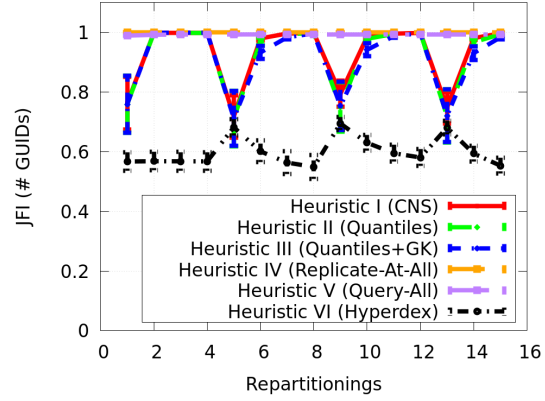 1
0.8
0.6
0.4
0.2
0
JFI (# GUIDs)
Heuristic I (CNS)
Heuristic II (Quantiles)
Heuristic III (Quantiles+GK)
Heuristic IV (Replicate-At-All)
Heuristic V (Query-All)
Heuristic VI (Hyperdex)
0 2 4 6 8 10 12 14 16
Repartitionings